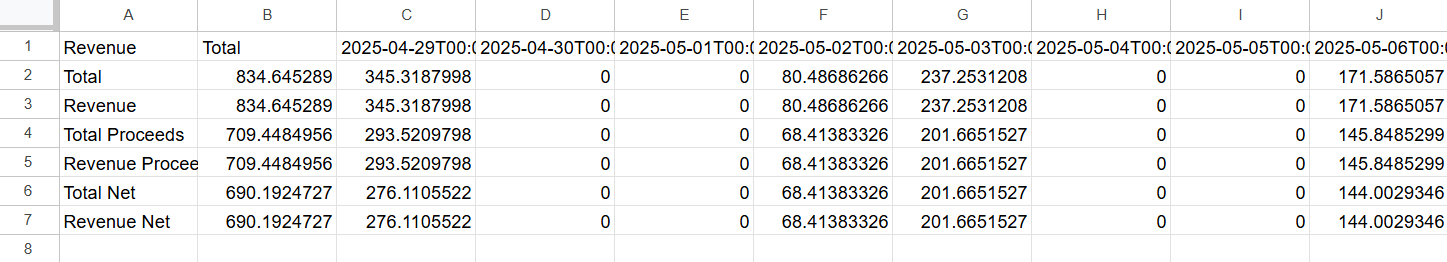 A B C D E F G H I J
1 Revenue Total 2025-04-29T00:0 2025-04-30T00:0 2025-05-01T00:0 2025-05-02T00:0 2025-05-03T00:0 2025-05-04T00:0 2025-05-05T00:0 2025-05-06T00:0
2 Total 834.645289 345.3187998 0 0 80.48686266 237.2531208 0 0 171.5865057
3 Revenue 834.645289 345.3187998 0 0 80.48686266 237.2531208 0 0 171.5865057
4 Total Proceeds 709.4484956 293.5209798 0 0 68.41383326 201.6651527 0 0 145.8485299
5 Revenue Procee 709.4484956 293.5209798 0 0 68.41383326 201.6651527 0 0 145.8485299
6 Total Net 690.1924727 276.1105522 0 0 68.41383326 201.6651527 0 0 144.0029346
7 Revenue Net 690.1924727 276.1105522 0 0 68.41383326 201.6651527 0 0 144.0029346
8